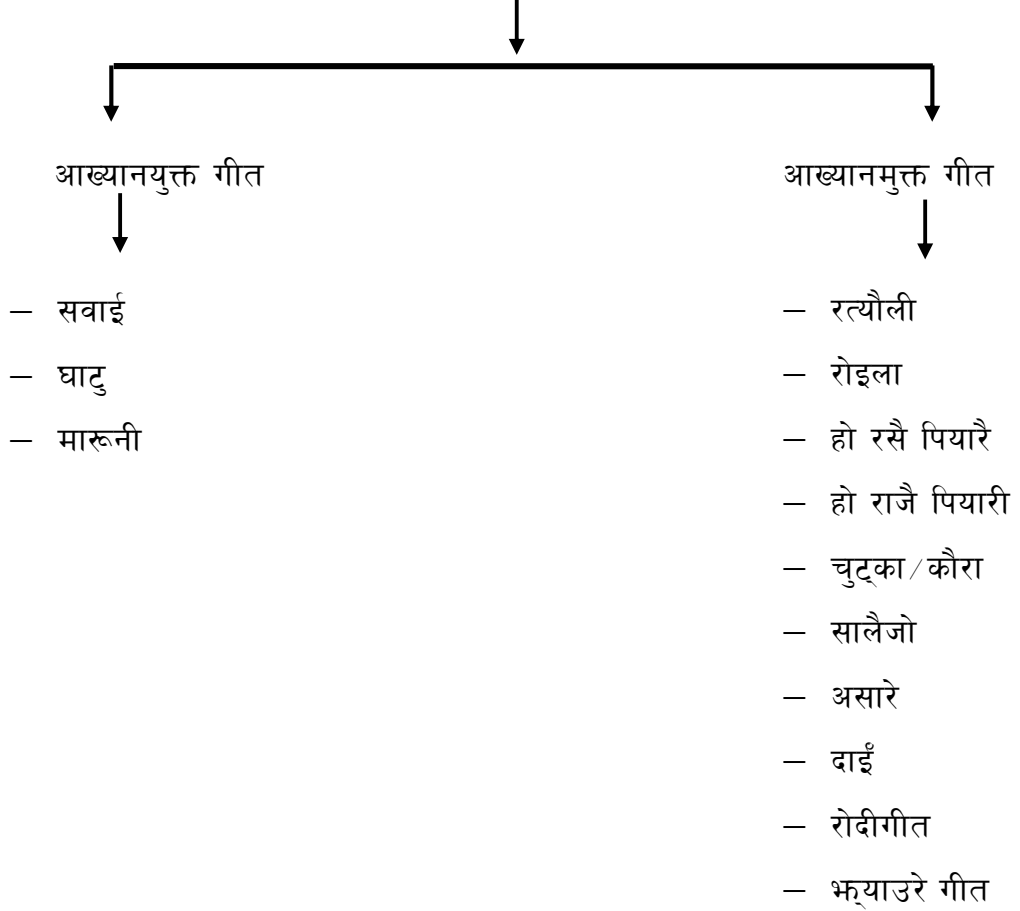 आख्यानयुक्त गीत
– सवाई
– घाटु
– मारूनी
आख्यानमुक्त गीत
– रत्यौली
– रोइला
– हो रसै पियारै
– हो राजै पियारी
– चुट्का/कौरा
– सालैजो
– असारे
– दाइँ
– रोदीगीत
– झ्याउरे गीत